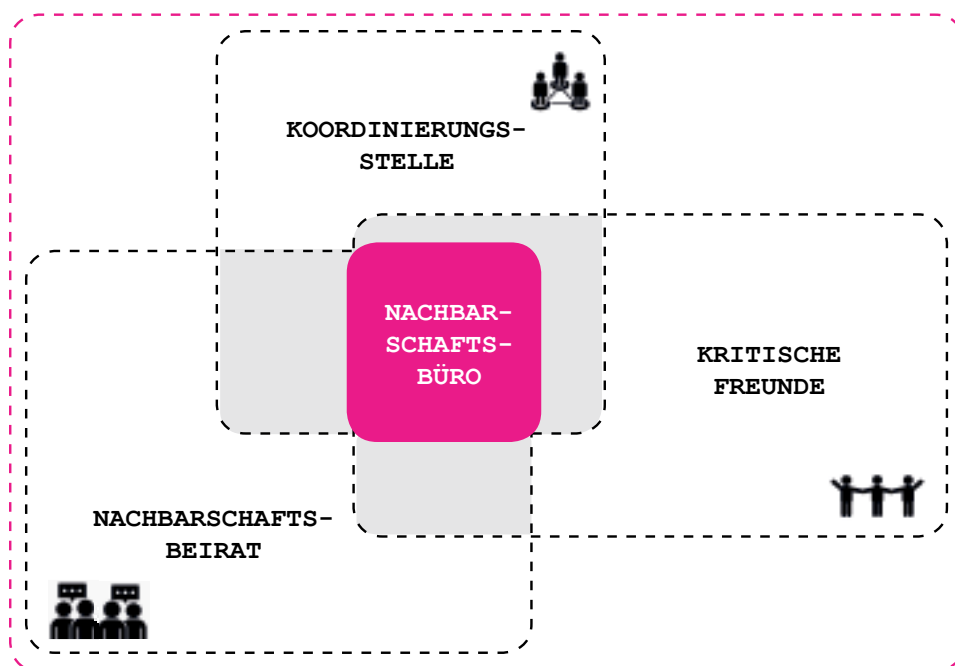 KOORDINIERUNGS-
STELLE
NACHBAR-
SCHAFTS-
BÜRO
KRITISCHE
FREUNDE
NACHBARSCHAFTS-
BEIRAT